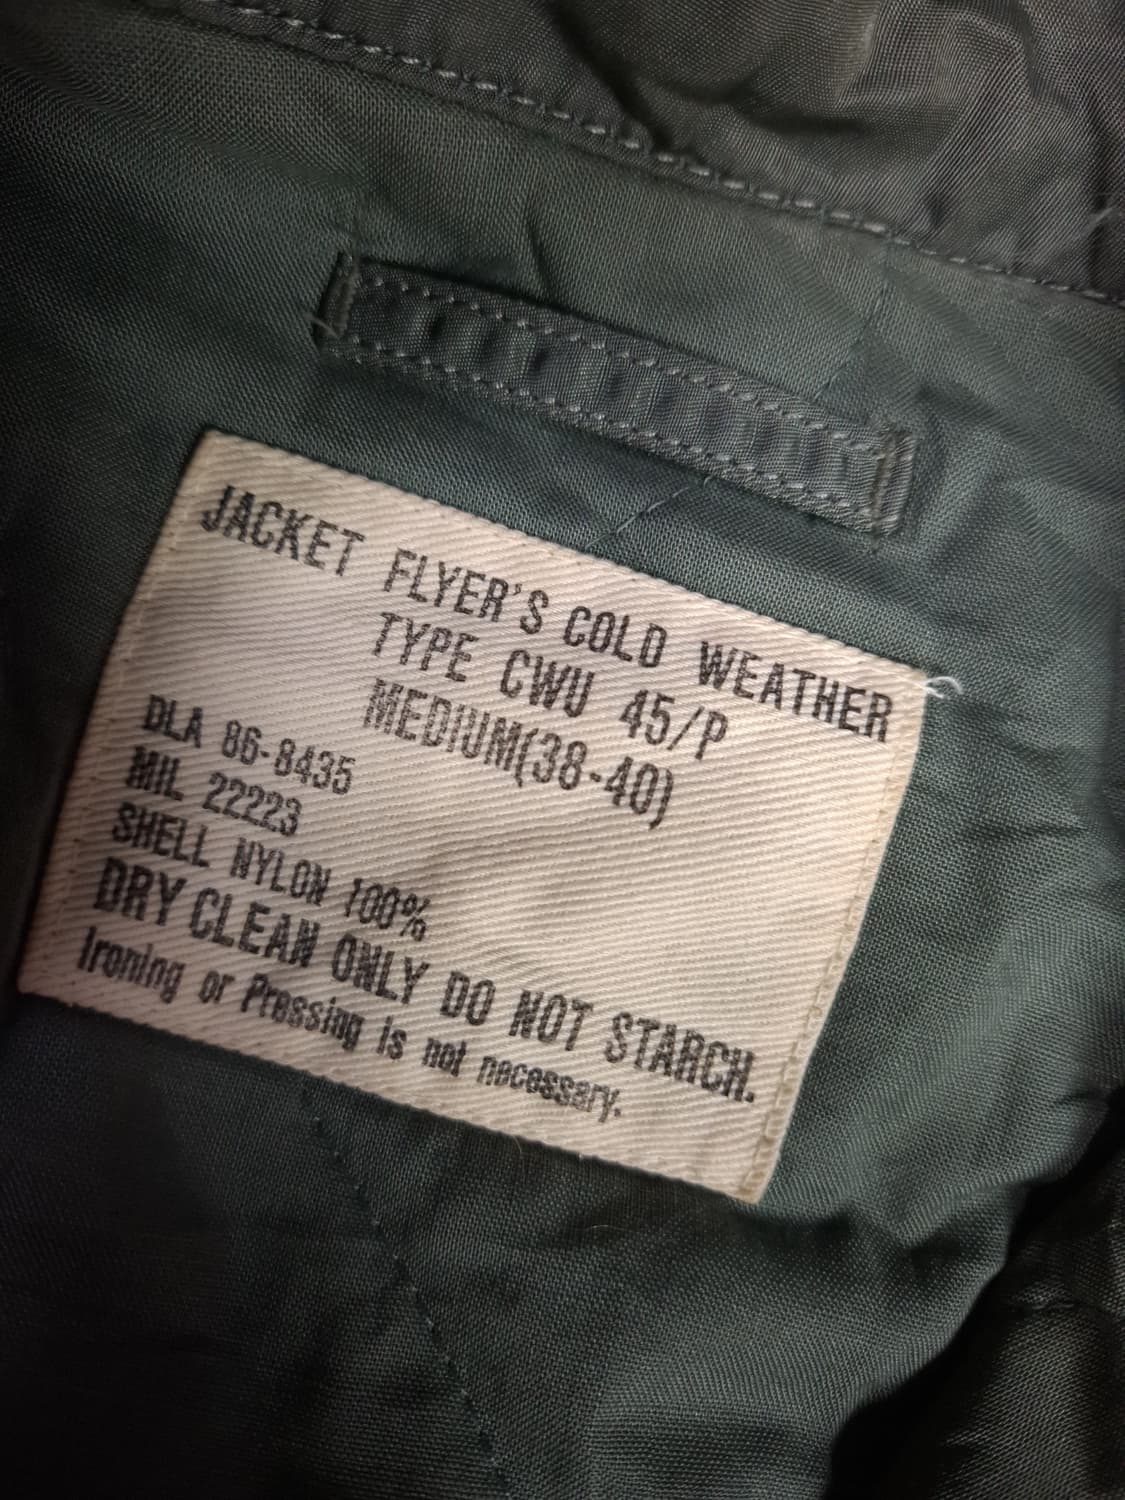 JACKET FLYER'S COLD WEATHER
TYPE CWU 45/P
MEDIUM(38-40)
DLA 86-8435
MIL 22223
SHELL NYLON 100%
DRY CLEAN ONLY DO NOT STARCH.
Ironing or Pressing is not necessary.